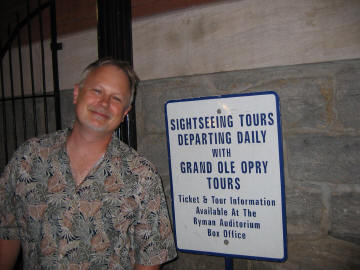 SIGHTSEEING TOURS
DEPARTING DAILY
WITH
GRAND OLE OPRY
TOURS
Ticket & Tour Information
Available At The
Ryman Auditorium
Box Office